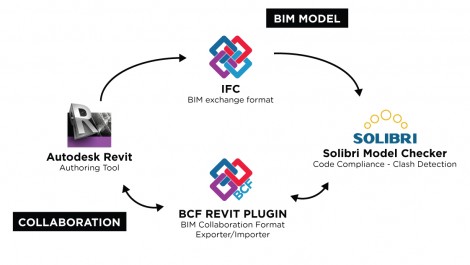 BIM MODEL
IFC
BIM exchange format
R
Autodesk Revit
Authoring Tool
SOLIBRI
Solibri Model Checker
Code Compliance - Clash Detection
BCF
BCF REVIT PLUGIN
BIM Collaboration Format
Exporter/Importer
COLLABORATION